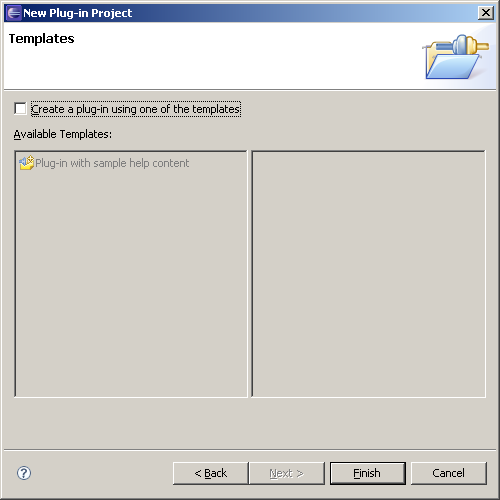 New Plug-in Project
Templates
Create a plug-in using one of the templates
Available Templates:
Plug-in with sample help content
?
< Back
Next >
Finish
Cancel